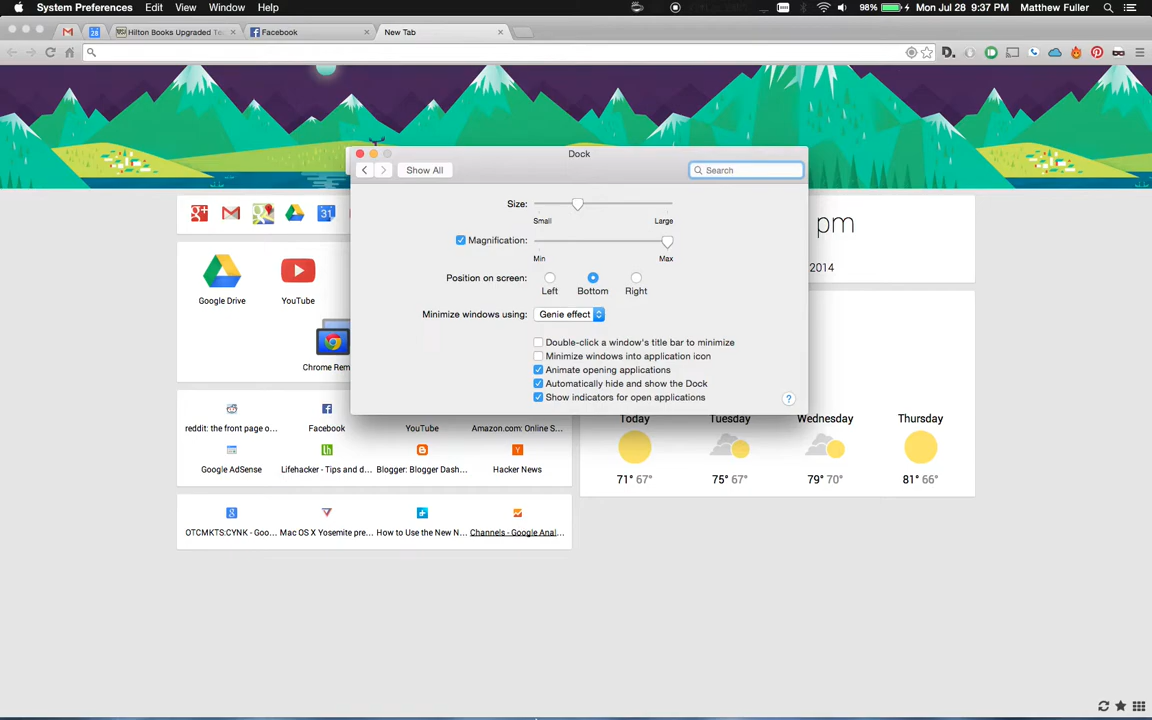 System Preferences Edit View Window Help 98% Mon Jul 28 9:37 PM Matthew Fuller
28 Hilton Books Upgraded Te... Facebook New Tab
Dock
Show All Search
Size:
Small Large
Magnification:
Min Max
Position on screen:
Left Bottom Right
Minimize windows using: Genie effect
Double-click a window's title bar to minimize
Minimize windows into application icon
Animate opening applications
Automatically hide and show the Dock
Show indicators for open applications
?
31
pm
2014
Google Drive YouTube
Chrome Rem
reddit: the front page o... Facebook YouTube Amazon.com: Online S...
Google AdSense Lifehacker - Tips and d... Blogger: Blogger Dash... Hacker News
OTCMKTS:CYNK - Goo... Mac OS X Yosemite pre... How to Use the New N... Channels - Google Anal...
Today Tuesday Wednesday Thursday
71° 67° 75° 67° 79° 70° 81° 66°